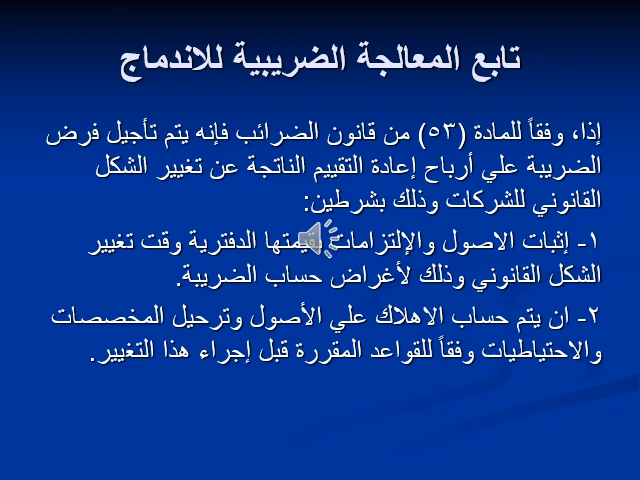 تابع المعالجة الضريبية للاندماج
إذا، وفقاً للمادة (٥٣) من قانون الضرائب فإنه يتم تأجيل فرض
الضريبة علي أرباح إعادة التقييم الناتجة عن تغيير الشكل
القانوني للشركات وذلك بشرطين:
١- إثبات الاصول والإلتزامات بقيمتها الدفترية وقت تغيير
الشكل القانوني وذلك لأغراض حساب الضريبة.
٢- ان يتم حساب الاهلاك علي الأصول وترحيل المخصصات
والاحتياطيات وفقاً للقواعد المقررة قبل إجراء هذا التغيير.